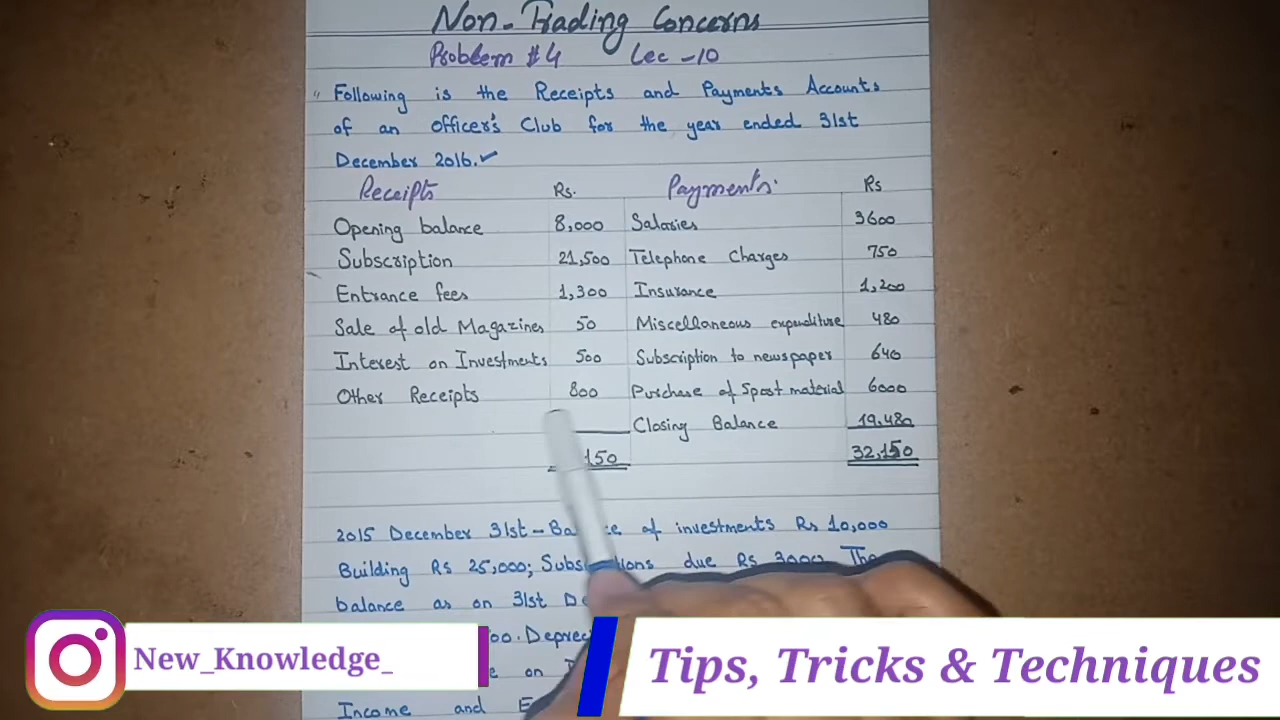 Non-Trading Concerns
Problem #4 Lec-10
"Following is the Receipts and Payments Accounts
of an officer's Club for the year ended 31st
December 2016.
Receipts Rs. Payments. Rs
Opening balance 8,000 Salaries 3600
Subscription 21,500 Telephone Charges 750
Entrance fees 1,300 Insurance 1,200
Sale of old Magazines 50 Miscellaneous expenditure 480
Interest on Investments 500 Subscription to newspaper 640
Other Receipts 800 Purchase of Sport material 6000
Closing Balance 19,480
150 32,150
2015 December 31st - of investments Rs 10,000
Building Rs 25,000; due Rs
balance as on 31st
on
Income and
New_Knowledge_
Tips, Tricks & Techniques